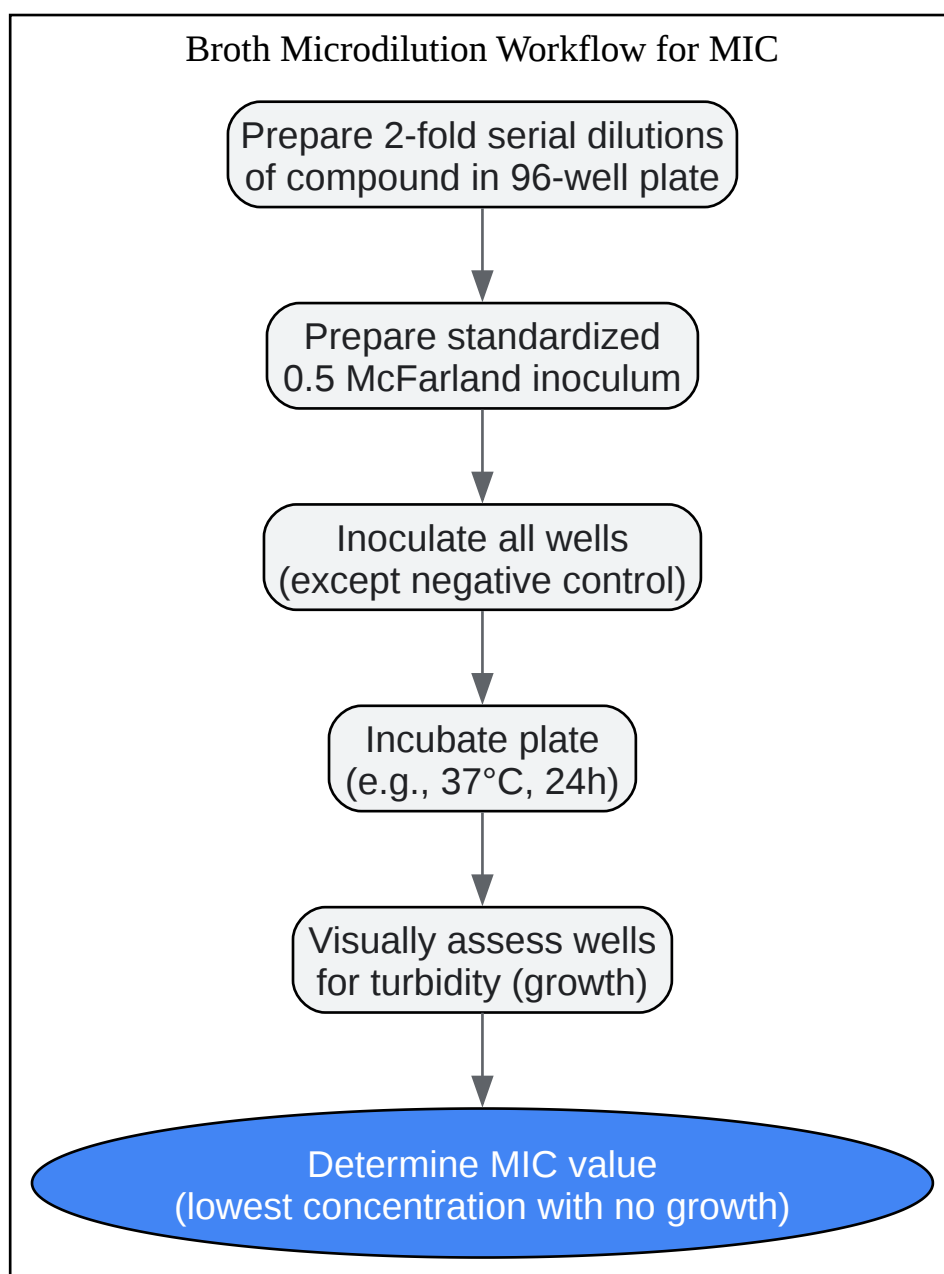 Broth Microdilution Workflow for MIC
Prepare 2-fold serial dilutions
of compound in 96-well plate
Prepare standardized
0.5 McFarland inoculum
Inoculate all wells
(except negative control)
Incubate plate
(e.g., 37°C, 24h)
Visually assess wells
for turbidity (growth)
Determine MIC value
(lowest concentration with no growth)